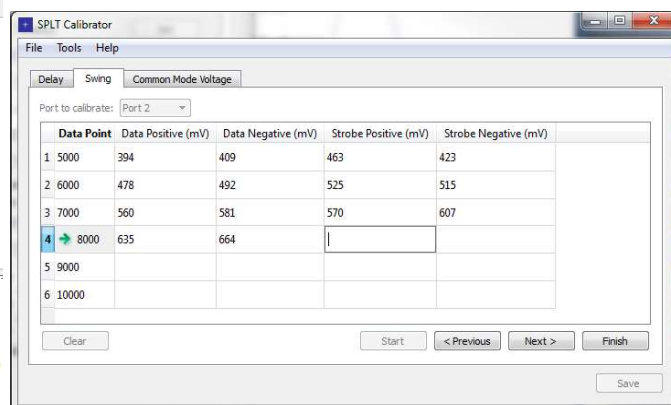 SPLT Calibrator
File Tools Help
Delay Swing Common Mode Voltage
Port to calibrate: Port 2
Data Point Data Positive (mV) Data Negative (mV) Strobe Positive (mV) Strobe Negative (mV)
1 5000 394 409 463 423
2 6000 478 492 525 515
3 7000 560 581 570 607
4 8000 635 664
5 9000
6 10000
Clear Start < Previous Next > Finish
Save